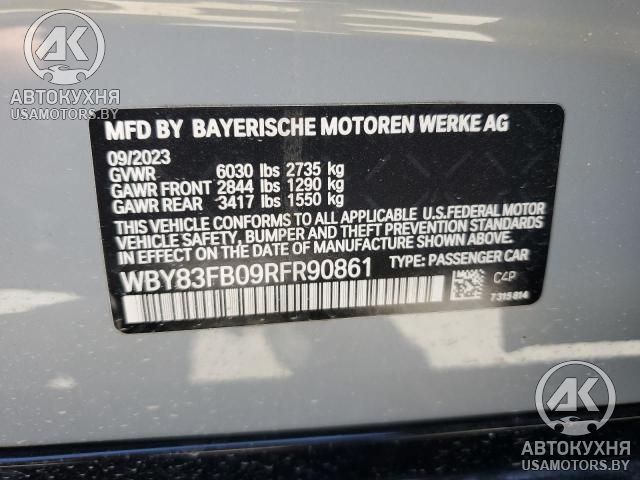 AK
АВТОКУХНЯ
USAMOTORS.BY
MFD BY BAYERISCHE MOTOREN WERKE AG
09/2023
GVWR 6030 lbs 2735 kg
GAWR FRONT 2844 lbs 1290 kg
GAWR REAR 3417 lbs 1550 kg
THIS VEHICLE CONFORMS TO ALL APPLICABLE U.S.FEDERAL MOTOR
VEHICLE SAFETY, BUMPER AND THEFT PREVENTION STANDARDS
IN EFFECT ON THE DATE OF MANUFACTURE SHOWN ABOVE.
WBY83FB09RFR90861 TYPE: PASSENGER CAR
C4P
7315814
AK
АВТОКУХНЯ
USAMOTORS.BY